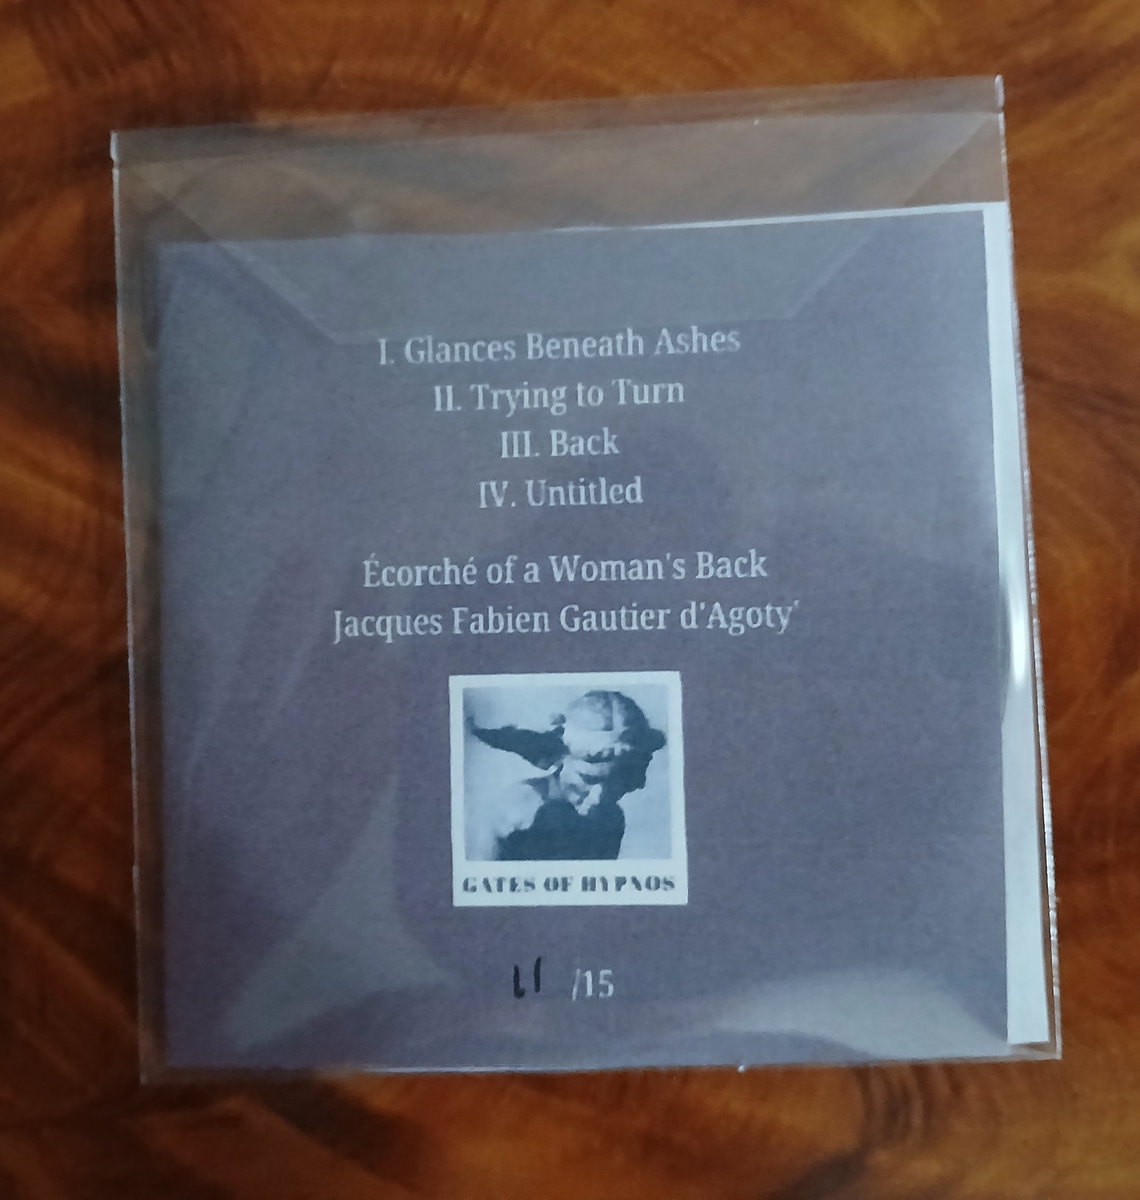 I. Glances Beneath Ashes
II. Trying to Turn
III. Back
IV. Untitled
Écorché of a Woman's Back
Jacques Fabien Gautier d'Agoty'
GATES OF HYPNOS
11 /15